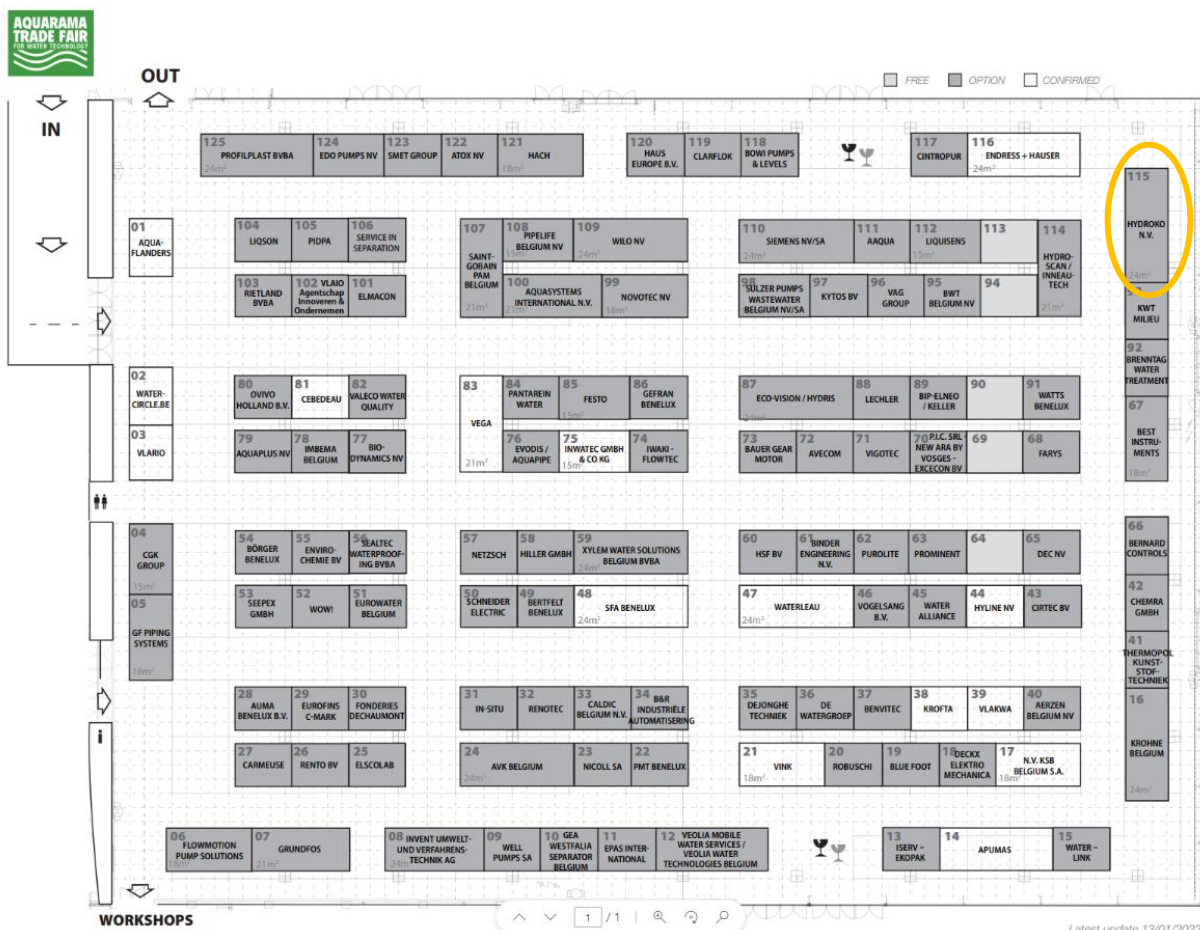 AQUARAMA
TRADE FAIR
FOR WATER TECHNOLOGY
OUT
IN
FREE
OPTION
CONFIRMED
125
PROFILPLAST BVBA
24m²
124
EDO PUMPS NV
123
SMET GROUP
122
ATOX NV
121
HACH
18m²
120
HAUS
EUROPE B.V.
119
CLARFLOK
118
BOWI PUMPS
& LEVELS
117
CINTROPUR
116
ENDRESS + HAUSER
24m²
115
HYDROKO
N.V.
24m²
01
AQUA-
FLANDERS
104
LIQSON
105
PIDPA
106
SERVICE IN
SEPARATION
107
SAINT-
GOBAIN
PAM
BELGIUM
21m²
108
PIPELIFE
BELGIUM NV
15m²
109
WILO NV
24m²
110
SIEMENS NV/SA
24m²
111
AAQUA
112
LIQUISENS
15m²
113
114
HYDRO-
SCAN /
INNEAU-
TECH
21m²
103
RIETLAND
BVBA
102 VLAIO
Agentschap
Innoveren &
Ondernemen
101
ELMACON
100
AQUASYSTEMS
INTERNATIONAL N.V.
21m²
99
NOVOTEC NV
18m²
98
SULZER PUMPS
WASTEWATER
BELGIUM NV/SA
97
KYTOS BV
96
VAG
GROUP
95
BWT
BELGIUM NV
94
KWT
MILIEU
92
BRENNTAG
WATER
TREATMENT
02
WATER-
CIRCLE.BE
80
OVIVO
HOLLAND B.V.
81
CEBEDEAU
82
VALECO WATER
QUALITY
83
VEGA
21m²
84
PANTAREIN
WATER
85
FESTO
15m²
86
GEFRAN
BENELUX
87
ECO-VISION / HYDRIS
24m²
88
LECHLER
89
BIP-ELNEO
/ KELLER
90
91
WATTS
BENELUX
67
BEST
INSTRU-
MENTS
18m²
03
VLARIO
79
AQUAPLUS NV
78
IMBEMA
BELGIUM
77
BIO-
DYNAMICS NV
76
EVODIS /
AQUAPIPE
75
INWATEC GMBH
& CO KG
15m²
74
IWAKI -
FLOWTEC
73
BAUER GEAR
MOTOR
72
AVECOM
71
VIGOTEC
70
P.I.C. SRL -
NEW ARA BY
VOSGES -
EXCECON BV
69
68
FARYS
04
CGK
GROUP
15m²
54
BÖRGER
BENELUX
55
ENVIRO-
CHEMIE BV
56
SEALTEC
WATERPROOF-
ING BVBA
57
NETZSCH
58
HILLER GMBH
59
XYLEM WATER SOLUTIONS
BELGIUM BVBA
24m²
60
HSF BV
61
BINDER
ENGINEERING
N.V.
62
PUROLITE
63
PROMINENT
64
65
DEC NV
66
BERNARD
CONTROLS
05
GF PIPING
SYSTEMS
18m²
53
SEEPEX
GMBH
52
WOW!
51
EUROWATER
BELGIUM
50
SCHNEIDER
ELECTRIC
49
BERTFELT
BENELUX
48
SFA BENELUX
24m²
47
WATERLEAU
24m²
46
VOGELSANG
B.V.
45
WATER
ALLIANCE
44
HYLINE NV
43
CIRTEC BV
42
CHEMRA
GMBH
41
THERMOPOL
KUNST-
STOF-
TECHNIEK
28
AUMA
BENELUX B.V.
29
EUROFINS
C-MARK
30
FONDERIES
DECHAUMONT
31
IN-SITU
32
RENOTEC
33
CALDIC
BELGIUM N.V.
34
B&R
INDUSTRIËLE
AUTOMATISERING
35
DEJONGHE
TECHNIEK
36
DE
WATERGROEP
37
BENVITEC
38
KROFTA
39
VLAKWA
40
AERZEN
BELGIUM NV
16
KROHNE
BELGIUM
24m²
i
27
CARMEUSE
26
RENTO BV
25
ELSCOLAB
24
AVK BELGIUM
24m²
23
NICOLL SA
22
PMT BENELUX
21
VINK
18m²
20
ROBUSCHI
19
BLUE FOOT
18
DECKX
ELEKTRO
MECHANICA
17
N.V. KSB
BELGIUM S.A.
18m²
06
FLOWMOTION
PUMP SOLUTIONS
18m²
07
GRUNDFOS
21m²
08
INVENT UMWELT-
UND VERFAHRENS-
TECHNIK AG
24m²
09
WELL
PUMPS SA
10
GEA
WESTFALIA
SEPARATOR
BELGIUM
11
EPAS INTER-
NATIONAL
12
VEOLIA MOBILE
WATER SERVICES /
VEOLIA WATER
TECHNOLOGIES BELGIUM
13
ISERV –
EKOPAK
14
APUMAS
15
WATER –
LINK
WORKSHOPS
1 / 1
Latest update 13/01/2022